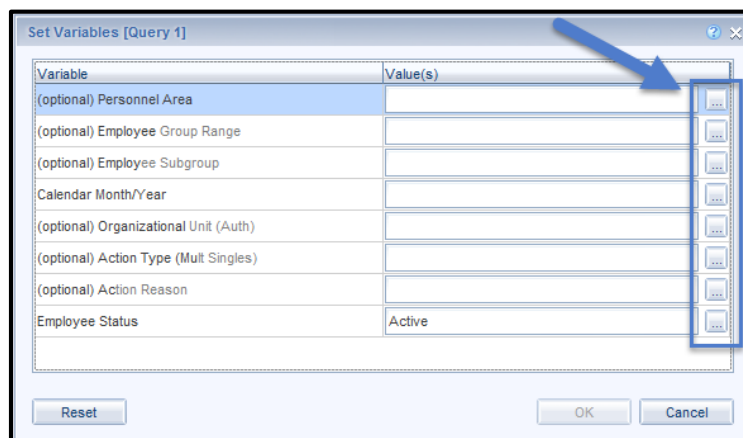 Set Variables [Query 1]
Variable Value(s)
(optional) Personnel Area ...
(optional) Employee Group Range ...
(optional) Employee Subgroup ...
Calendar Month/Year ...
(optional) Organizational Unit (Auth) ...
(optional) Action Type (Mult Singles) ...
(optional) Action Reason ...
Employee Status Active ...
Reset OK Cancel